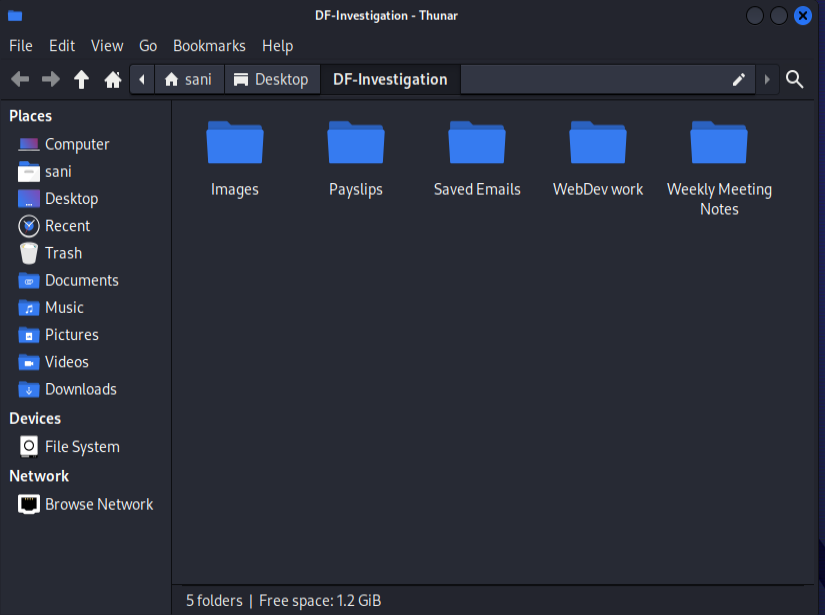 DF-Investigation - Thunar
File Edit View Go Bookmarks Help
sani Desktop DF-Investigation
Places
Computer
sani
Desktop
Recent
Trash
Documents
Music
Pictures
Videos
Downloads
Devices
File System
Network
Browse Network
Images
Payslips
Saved Emails
WebDev work
Weekly Meeting
Notes
5 folders | Free space: 1.2 GiB